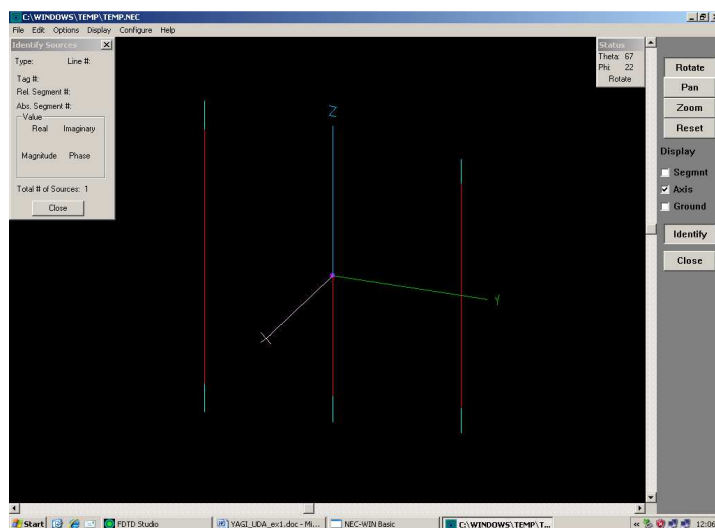 C:\WINDOWS\TEMP\TEMP.NEC
File Edit Options Display Configure Help
Identify Sources
Type: Line #:
Tag #:
Rel. Segment #:
Abs. Segment #:
Value
Real Imaginary
Magnitude Phase
Total # of Sources: 1
Close
Z
Y
X
Status
Theta: 67
Phi: 22
Rotate
Rotate
Pan
Zoom
Reset
Display
Segmnt
Axis
Ground
Identify
Close
Start
FDTD Studio
YAGI_UDA_ex1.doc - Mi...
NEC-WIN Basic
C:\WINDOWS\TEMP\T...
12:06